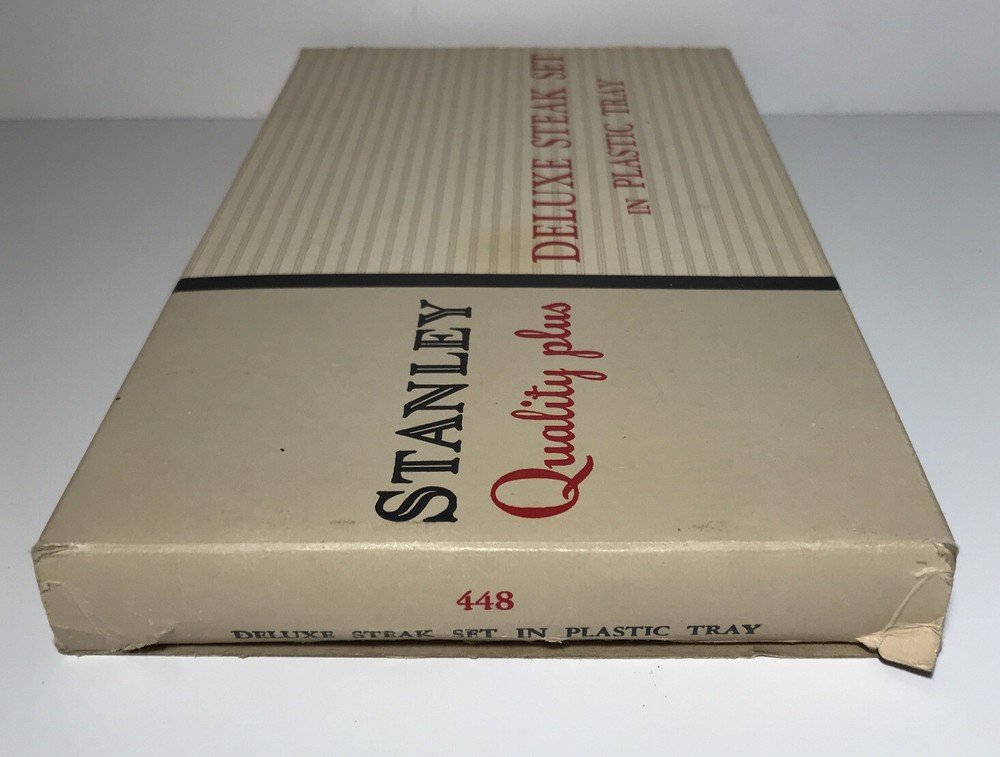 STANLEY
Quality plus
DELUXE STEAK SET
IN PLASTIC TRAY
448
DELUXE STEAK SET IN PLASTIC TRAY